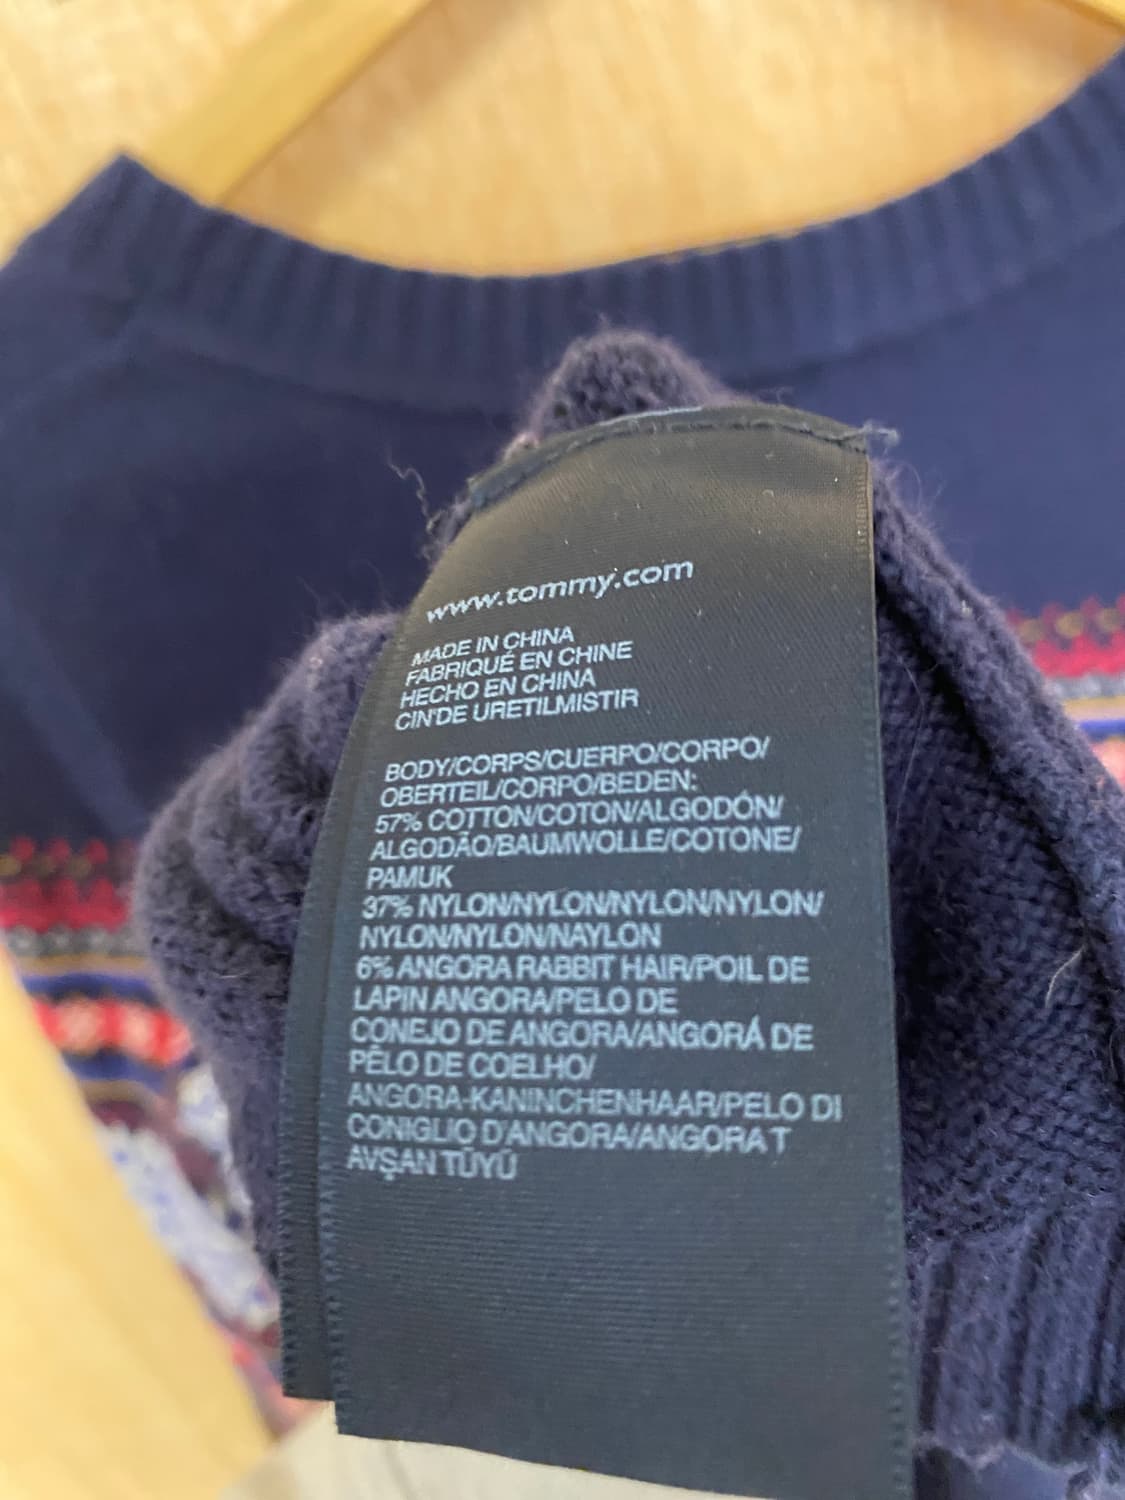 www.tommy.com
MADE IN CHINA
FABRIQUÉ EN CHINE
HECHO EN CHINA
CIN'DE URETILMISTIR
BODY/CORPS/CUERPO/CORPO/
OBERTEIL/CORPO/BEDEN:
57% COTTON/COTON/ALGODÓN/
ALGODÃO/BAUMWOLLE/COTONE/
PAMUK
37% NYLON/NYLON/NYLON/NYLON/
NYLON/NYLON/NAYLON
6% ANGORA RABBIT HAIR/POIL DE
LAPIN ANGORA/PELO DE
CONEJO DE ANGORA/ANGORÁ DE
PÊLO DE COELHO/
ANGORA-KANINCHENHAAR/PELO DI
CONIGLIO D'ANGORA/ANGORA T
AVŞAN TÜYÜ